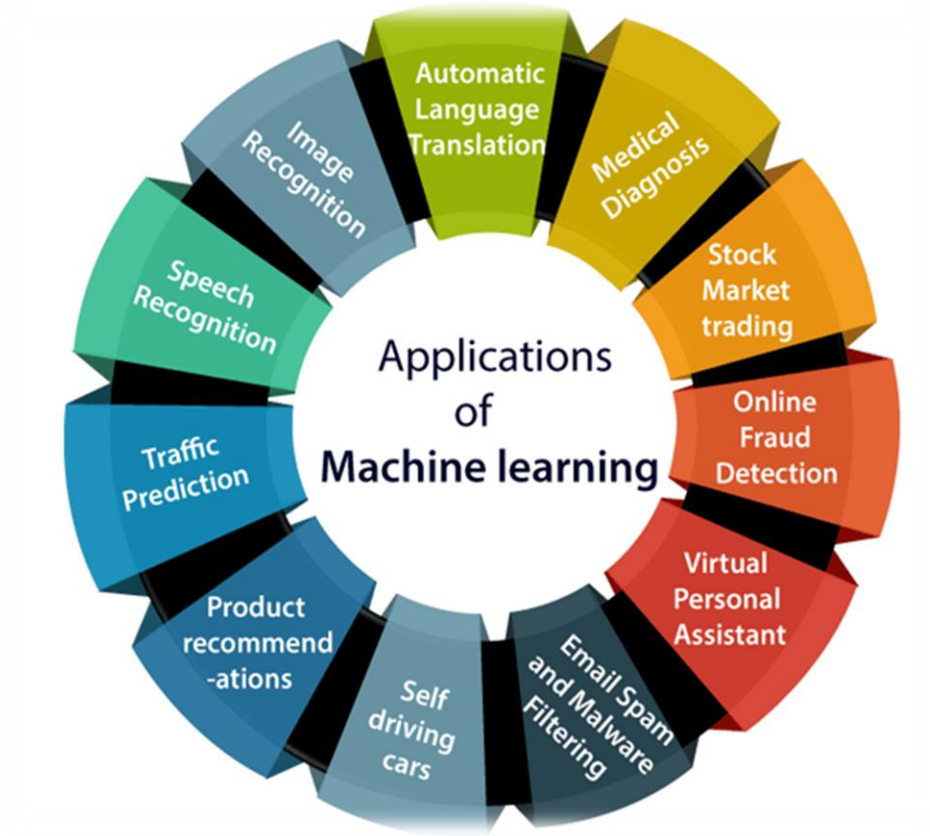 Automatic
Language
Translation
Medical
Diagnosis
Stock
Market
trading
Online
Fraud
Detection
Virtual
Personal
Assistant
Email Spam
and Malware
Filtering
Self
driving
cars
Product
recommend
-ations
Traffic
Prediction
Speech
Recognition
Image
Recognition
Applications
of
Machine learning